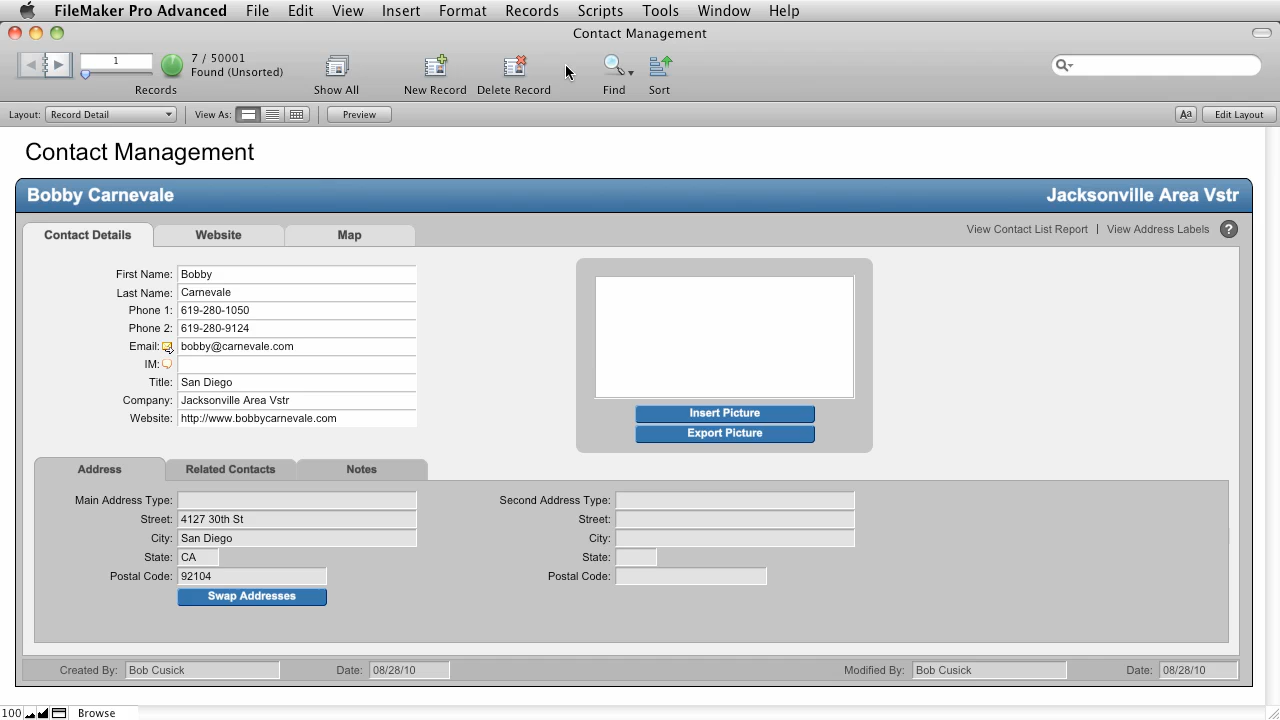 FileMaker Pro Advanced File Edit View Insert Format Records Scripts Tools Window Help
Contact Management
1
7 / 50001
Found (Unsorted)
Records
Show All
New Record
Delete Record
Find
Sort
Layout: Record Detail
View As:
Preview
Aa
Edit Layout
Contact Management
Bobby Carnevale
Jacksonville Area Vstr
Contact Details
Website
Map
View Contact List Report | View Address Labels ?
First Name: Bobby
Last Name: Carnevale
Phone 1: 619-280-1050
Phone 2: 619-280-9124
Email: bobby@carnevale.com
IM:
Title: San Diego
Company: Jacksonville Area Vstr
Website: http://www.bobbycarnevale.com
Insert Picture
Export Picture
Address
Related Contacts
Notes
Main Address Type:
Street: 4127 30th St
City: San Diego
State: CA
Postal Code: 92104
Swap Addresses
Second Address Type:
Street:
City:
State:
Postal Code:
Created By: Bob Cusick
Date: 08/28/10
Modified By: Bob Cusick
Date: 08/28/10
100
Browse